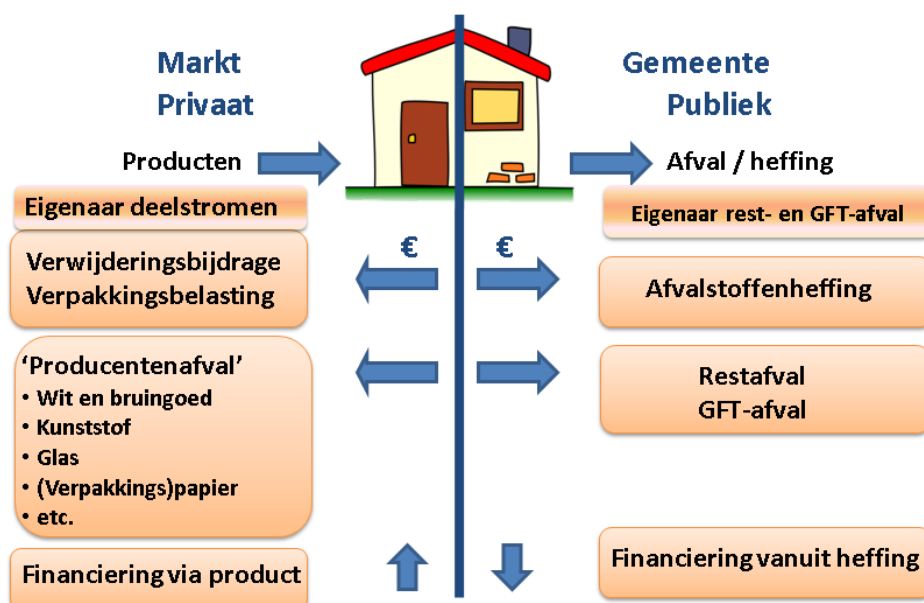 Markt
Privaat
Gemeente
Publiek
Producten
Afval / heffing
Eigenaar deelstromen
Eigenaar rest- en GFT-afval
€
€
Verwijderingsbijdrage
Verpakkingsbelasting
Afvalstoffenheffing
‘Producentenafval’
• Wit en bruingoed
• Kunststof
• Glas
• (Verpakkings)papier
• etc.
Restafval
GFT-afval
Financiering via product
Financiering vanuit heffing